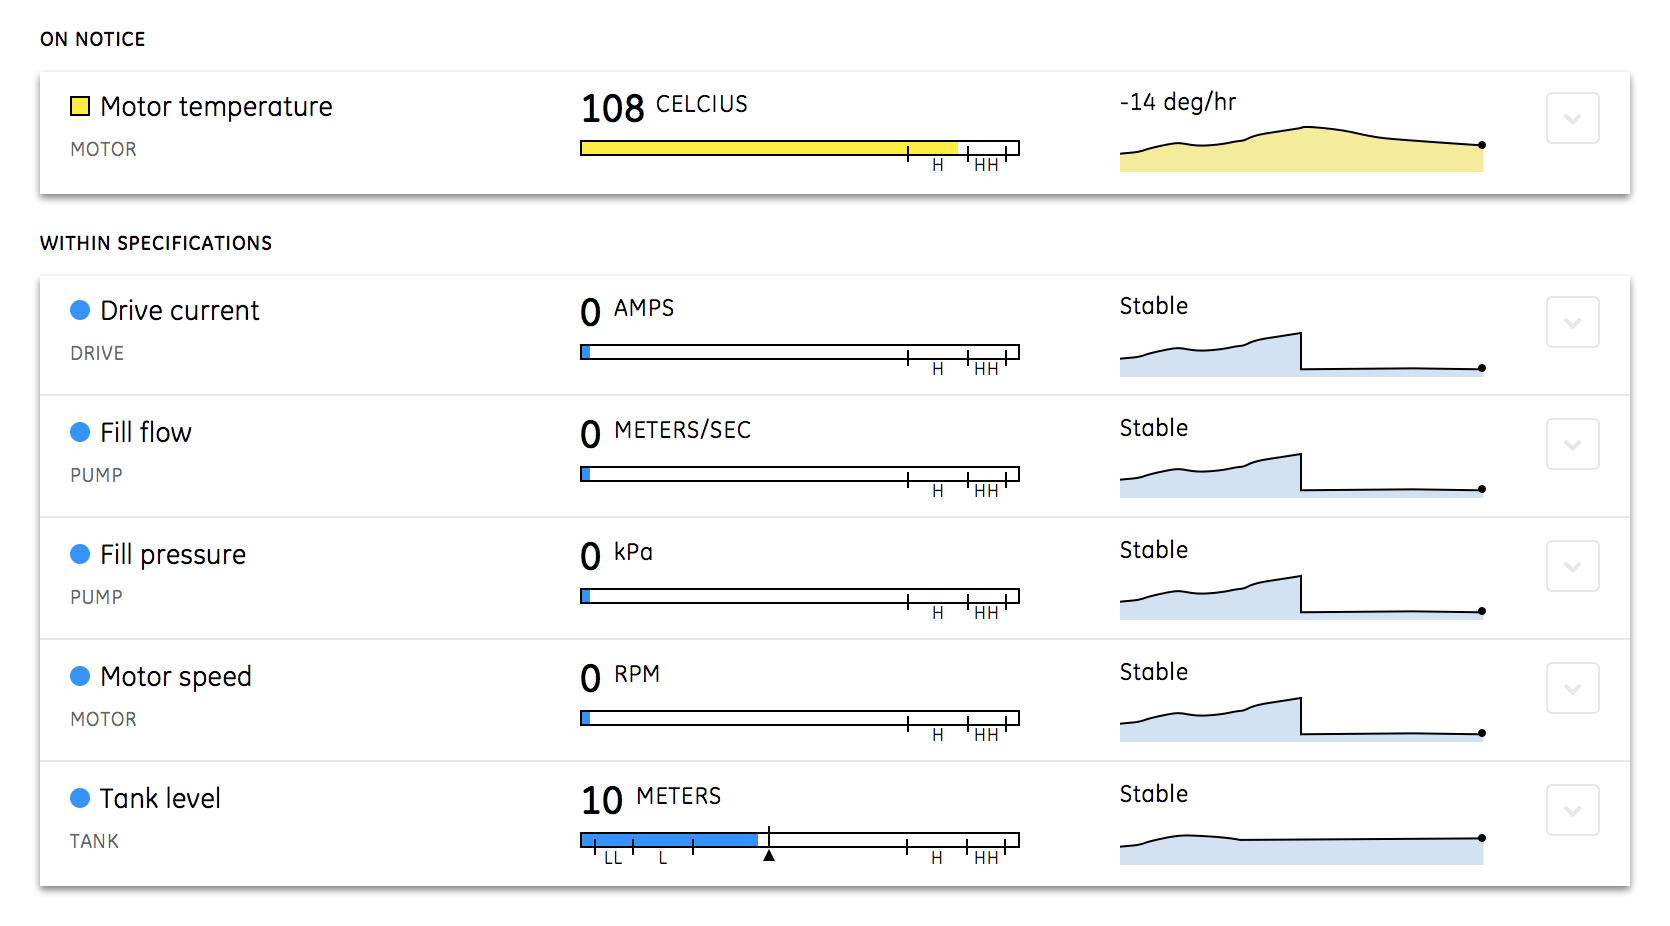 ON NOTICE
Motor temperature
MOTOR
108 CELCIUS
H HH
-14 deg/hr
WITHIN SPECIFICATIONS
Drive current
DRIVE
0 AMPS
H HH
Stable
Fill flow
PUMP
0 METERS/SEC
H HH
Stable
Fill pressure
PUMP
0 kPa
H HH
Stable
Motor speed
MOTOR
0 RPM
H HH
Stable
Tank level
TANK
10 METERS
LL L H HH
Stable